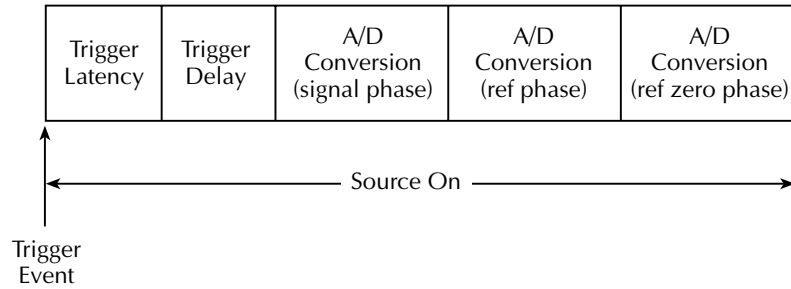 Trigger
Latency
Trigger
Delay
A/D
Conversion
(signal phase)
A/D
Conversion
(ref phase)
A/D
Conversion
(ref zero phase)
Source On
Trigger
Event